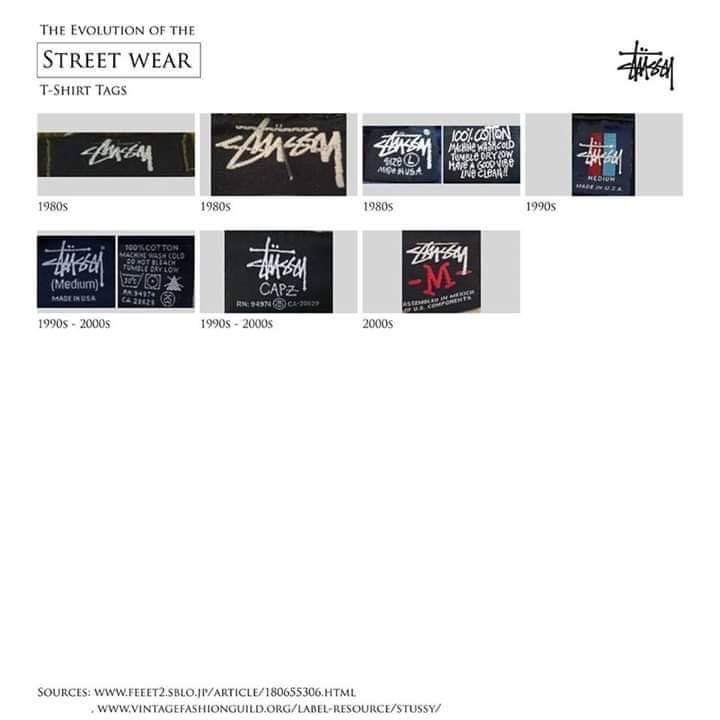 The Evolution of the
Street wear
T-Shirt Tags
Stüssy
Stüssy
1980s
Stüssy
1980s
Stüssy
SIZE L
MADE IN U.S.A.
100% COTTON
MACHINE WASH COLD
TUMBLE DRY LOW
HAVE A GOOD VIBE
LIVE CLEAN!!
1980s
Stüssy
MEDIUM
MADE IN U.S.A.
1990s
Stüssy
(Medium)
MADE IN USA
100% COTTON
MACHINE WASH COLD
DO NOT BLEACH
TUMBLE DRY LOW
RN: 94974
CA 20629
1990s - 2000s
Stüssy
CAPZ
RN: 94974 CA-20629
1990s - 2000s
Stüssy
-M-
ASSEMBLED IN MEXICO
OF U.S. COMPONENTS
2000s
Sources: www.feeet2.sblo.jp/article/180655306.html
, www.vintagefashionguild.org/label-resource/stussy/